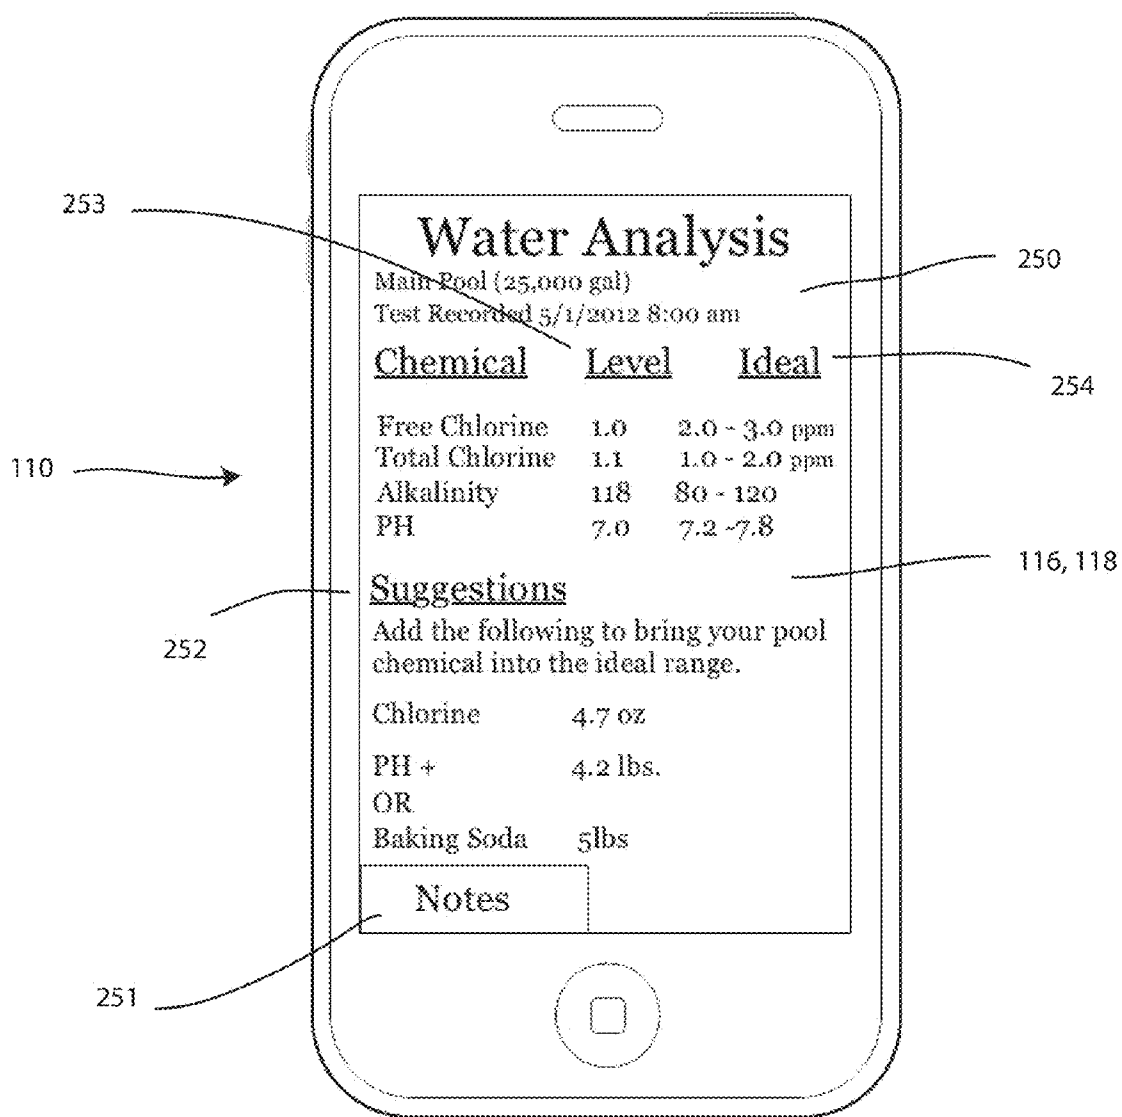 253
Water Analysis
Main Pool (25,000 gal)
250
Test Recorded 5/1/2012 8:00 am
Chemical Level Ideal
254
Free Chlorine 1.0 2.0 - 3.0 ppm
Total Chlorine 1.1 1.0 - 2.0 ppm
110
Alkalinity 118 80 - 120
PH 7.0 7.2 -7.8
116, 118
Suggestions
252
Add the following to bring your pool
chemical into the ideal range.
Chlorine 4.7 oz
PH + 4.2 lbs.
OR
Baking Soda 5lbs
Notes
251